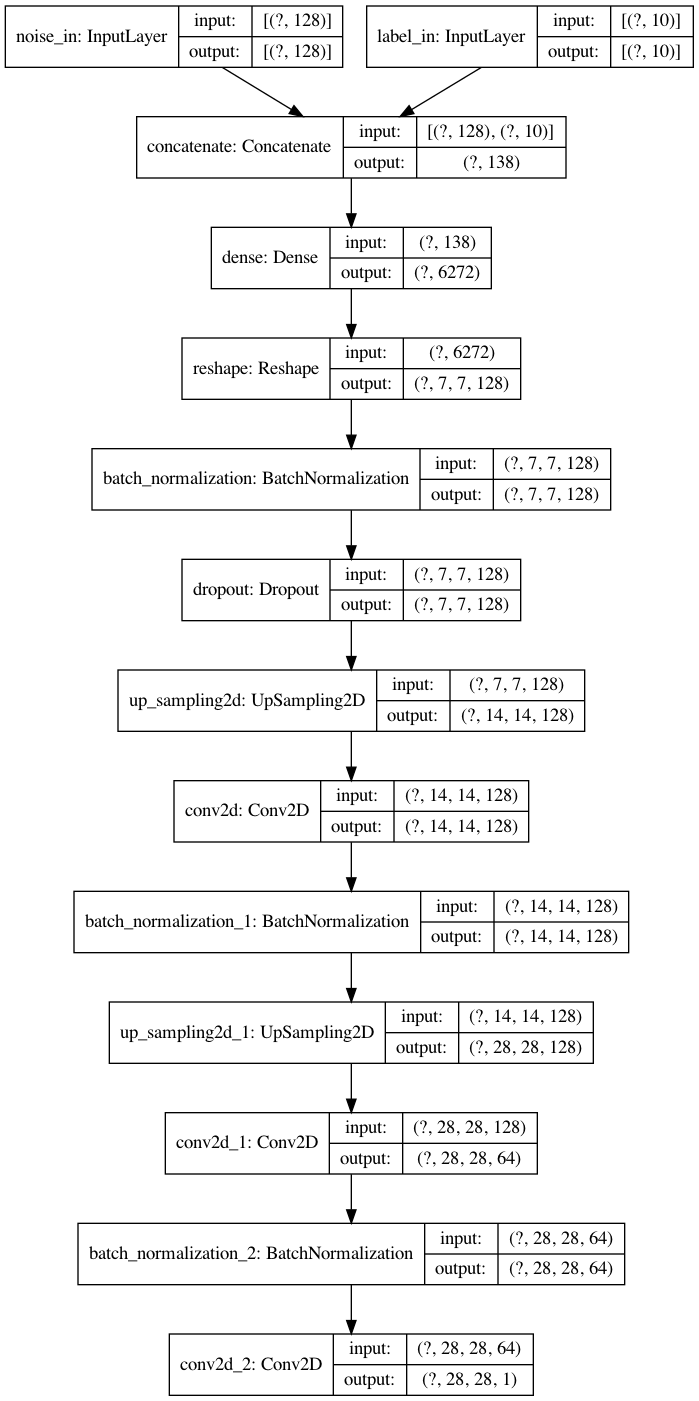 noise_in: InputLayer input: [(?, 128)]
output: [(?, 128)]
label_in: InputLayer input: [(?, 10)]
output: [(?, 10)]
concatenate: Concatenate input: [(?, 128), (?, 10)]
output: (?, 138)
dense: Dense input: (?, 138)
output: (?, 6272)
reshape: Reshape input: (?, 6272)
output: (?, 7, 7, 128)
batch_normalization: BatchNormalization input: (?, 7, 7, 128)
output: (?, 7, 7, 128)
dropout: Dropout input: (?, 7, 7, 128)
output: (?, 7, 7, 128)
up_sampling2d: UpSampling2D input: (?, 7, 7, 128)
output: (?, 14, 14, 128)
conv2d: Conv2D input: (?, 14, 14, 128)
output: (?, 14, 14, 128)
batch_normalization_1: BatchNormalization input: (?, 14, 14, 128)
output: (?, 14, 14, 128)
up_sampling2d_1: UpSampling2D input: (?, 14, 14, 128)
output: (?, 28, 28, 128)
conv2d_1: Conv2D input: (?, 28, 28, 128)
output: (?, 28, 28, 64)
batch_normalization_2: BatchNormalization input: (?, 28, 28, 64)
output: (?, 28, 28, 64)
conv2d_2: Conv2D input: (?, 28, 28, 64)
output: (?, 28, 28, 1)